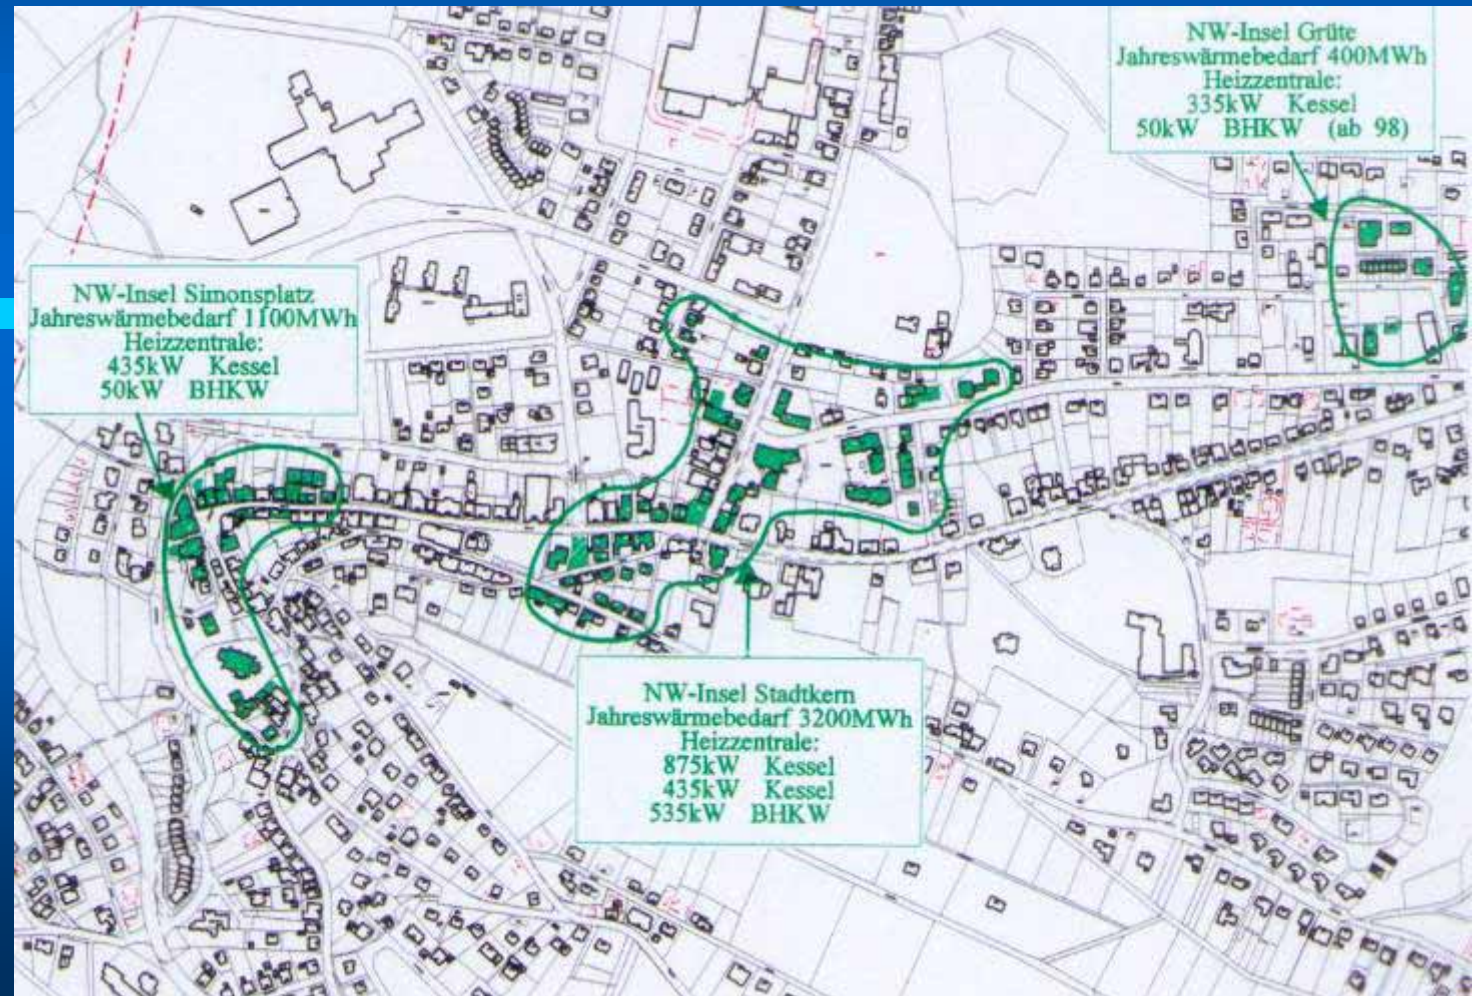 NW-Insel Grüte
Jahreswärmebedarf 400MWh
Heizzentrale:
335kW Kessel
50kW BHKW (ab 98)
NW-Insel Simonsplatz
Jahreswärmebedarf 1100MWh
Heizzentrale:
435kW Kessel
50kW BHKW
NW-Insel Stadtkern
Jahreswärmebedarf 3200MWh
Heizzentrale:
875kW Kessel
435kW Kessel
535kW BHKW